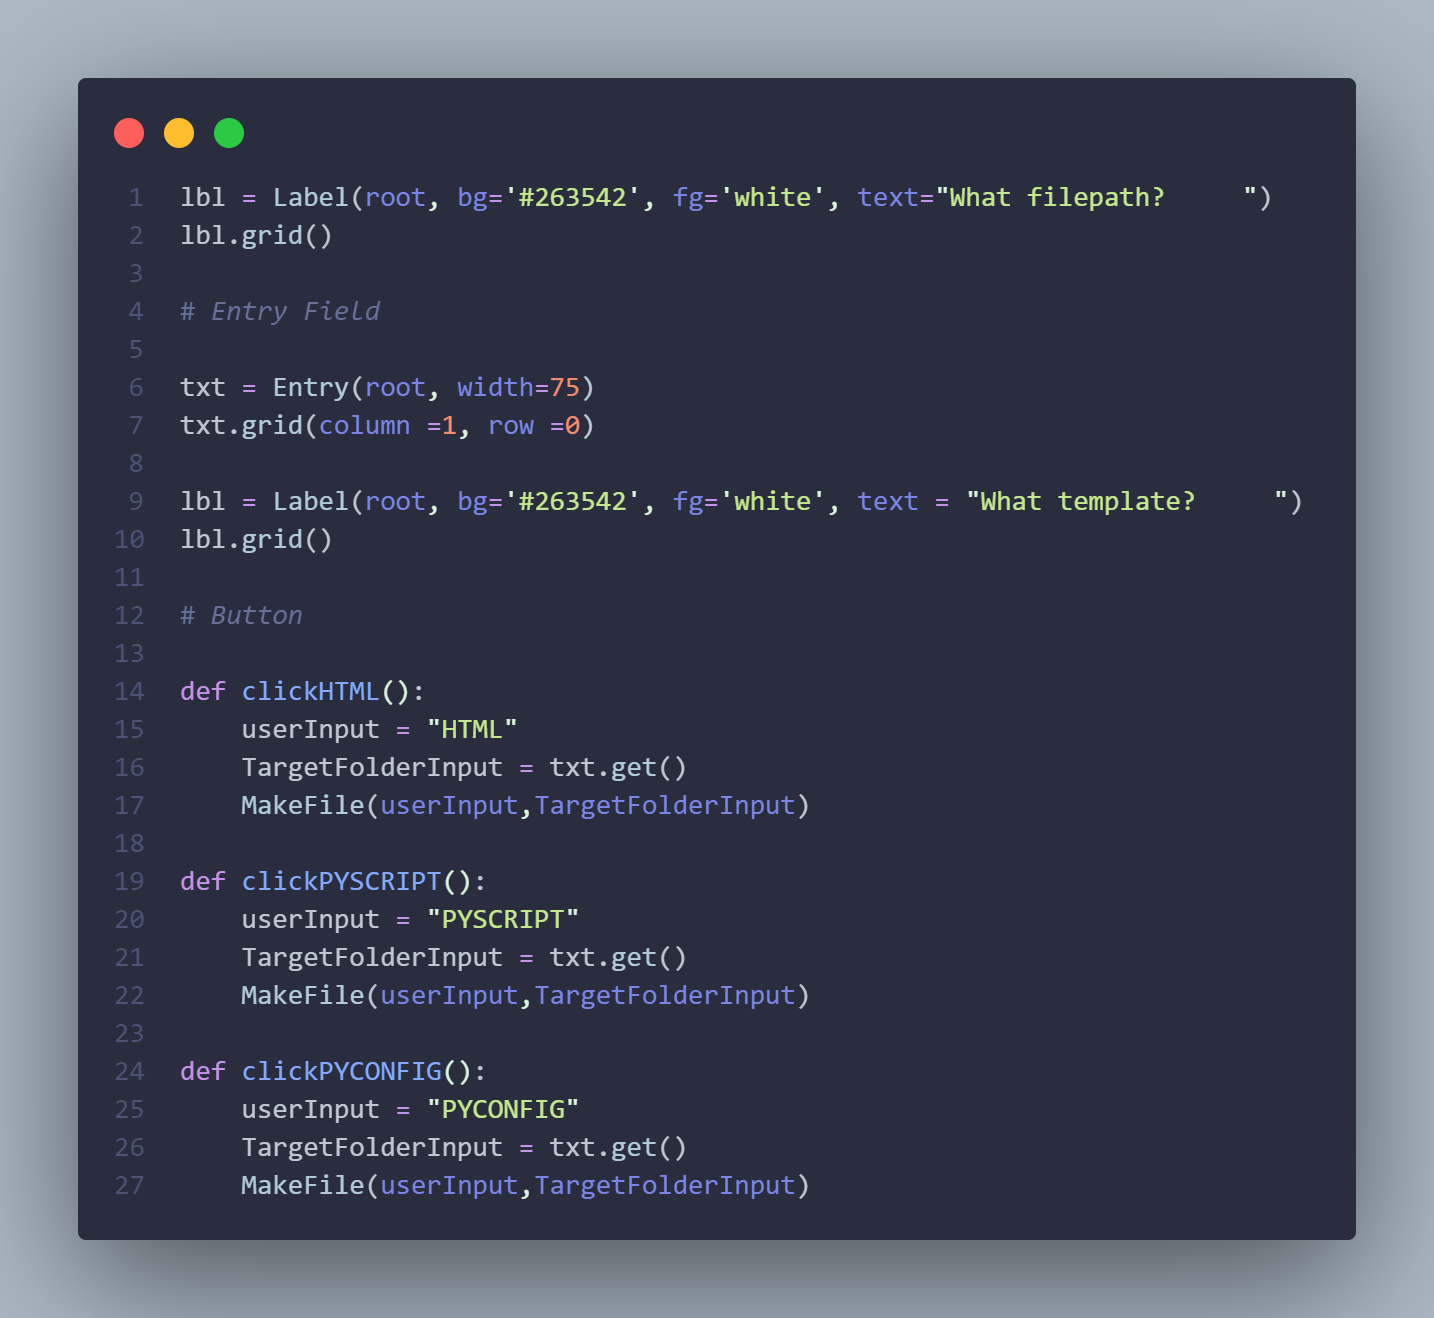 1 lbl = Label(root, bg='#263542', fg='white', text="What filepath?     ")
2 lbl.grid()
3
4 # Entry Field
5
6 txt = Entry(root, width=75)
7 txt.grid(column =1, row =0)
8
9 lbl = Label(root, bg='#263542', fg='white', text = "What template?     ")
10 lbl.grid()
11
12 # Button
13
14 def clickHTML():
15     userInput = "HTML"
16     TargetFolderInput = txt.get()
17     MakeFile(userInput,TargetFolderInput)
18
19 def clickPYSCRIPT():
20     userInput = "PYSCRIPT"
21     TargetFolderInput = txt.get()
22     MakeFile(userInput,TargetFolderInput)
23
24 def clickPYCONFIG():
25     userInput = "PYCONFIG"
26     TargetFolderInput = txt.get()
27     MakeFile(userInput,TargetFolderInput)